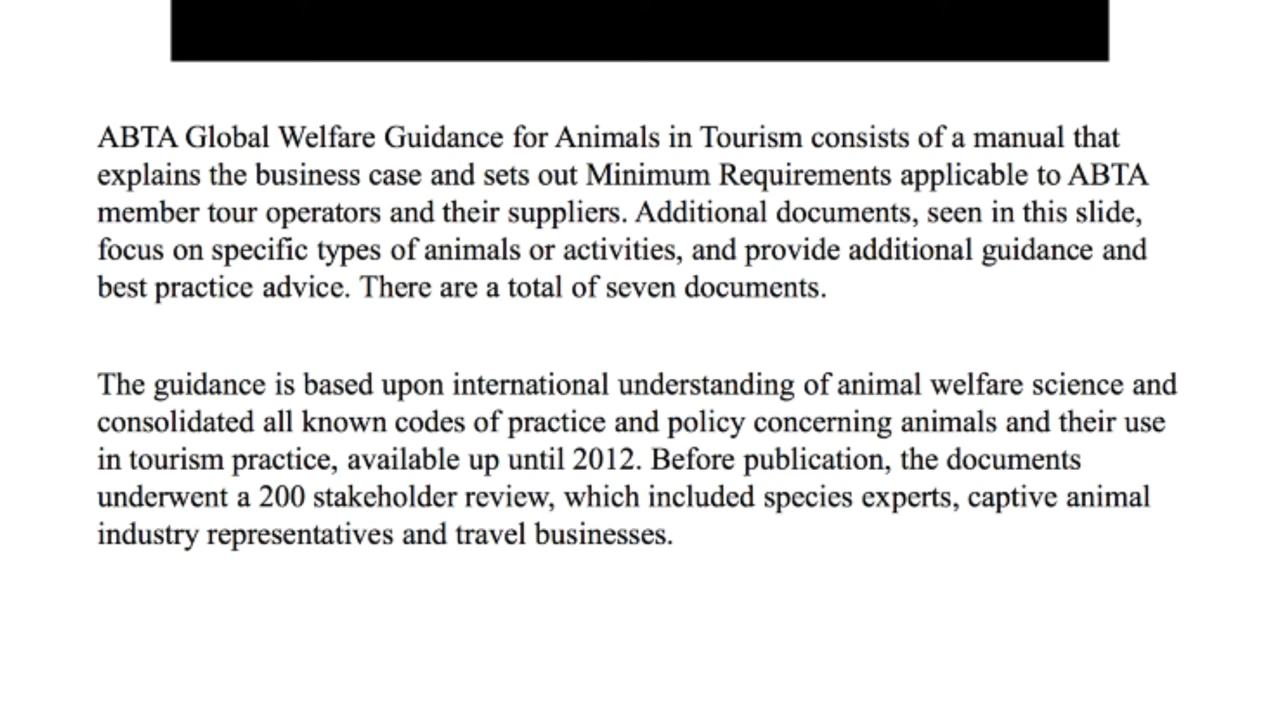 ABTA Global Welfare Guidance for Animals in Tourism consists of a manual that
explains the business case and sets out Minimum Requirements applicable to ABTA
member tour operators and their suppliers. Additional documents, seen in this slide,
focus on specific types of animals or activities, and provide additional guidance and
best practice advice. There are a total of seven documents.
The guidance is based upon international understanding of animal welfare science and
consolidated all known codes of practice and policy concerning animals and their use
in tourism practice, available up until 2012. Before publication, the documents
underwent a 200 stakeholder review, which included species experts, captive animal
industry representatives and travel businesses.